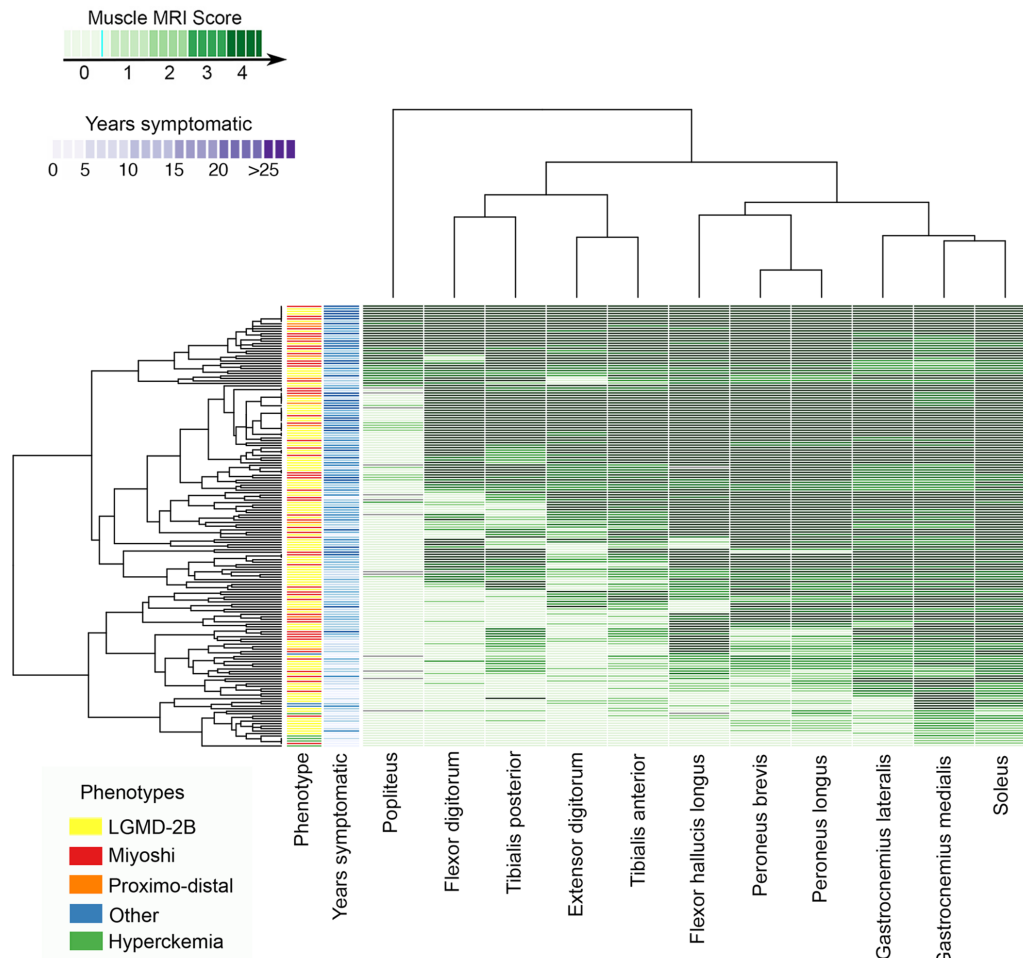 Muscle MRI Score
0 1 2 3 4
Years symptomatic
0 5 10 15 20 >25
Phenotype
Years symptomatic
Popliteus
Flexor digitorum
Tibialis posterior
Extensor digitorum
Tibialis anterior
Flexor hallucis longus
Peroneus brevis
Peroneus longus
Gastrocnemius lateralis
Gastrocnemius medialis
Soleus
Phenotypes
LGMD-2B
Miyoshi
Proximo-distal
Other
Hyperckemia